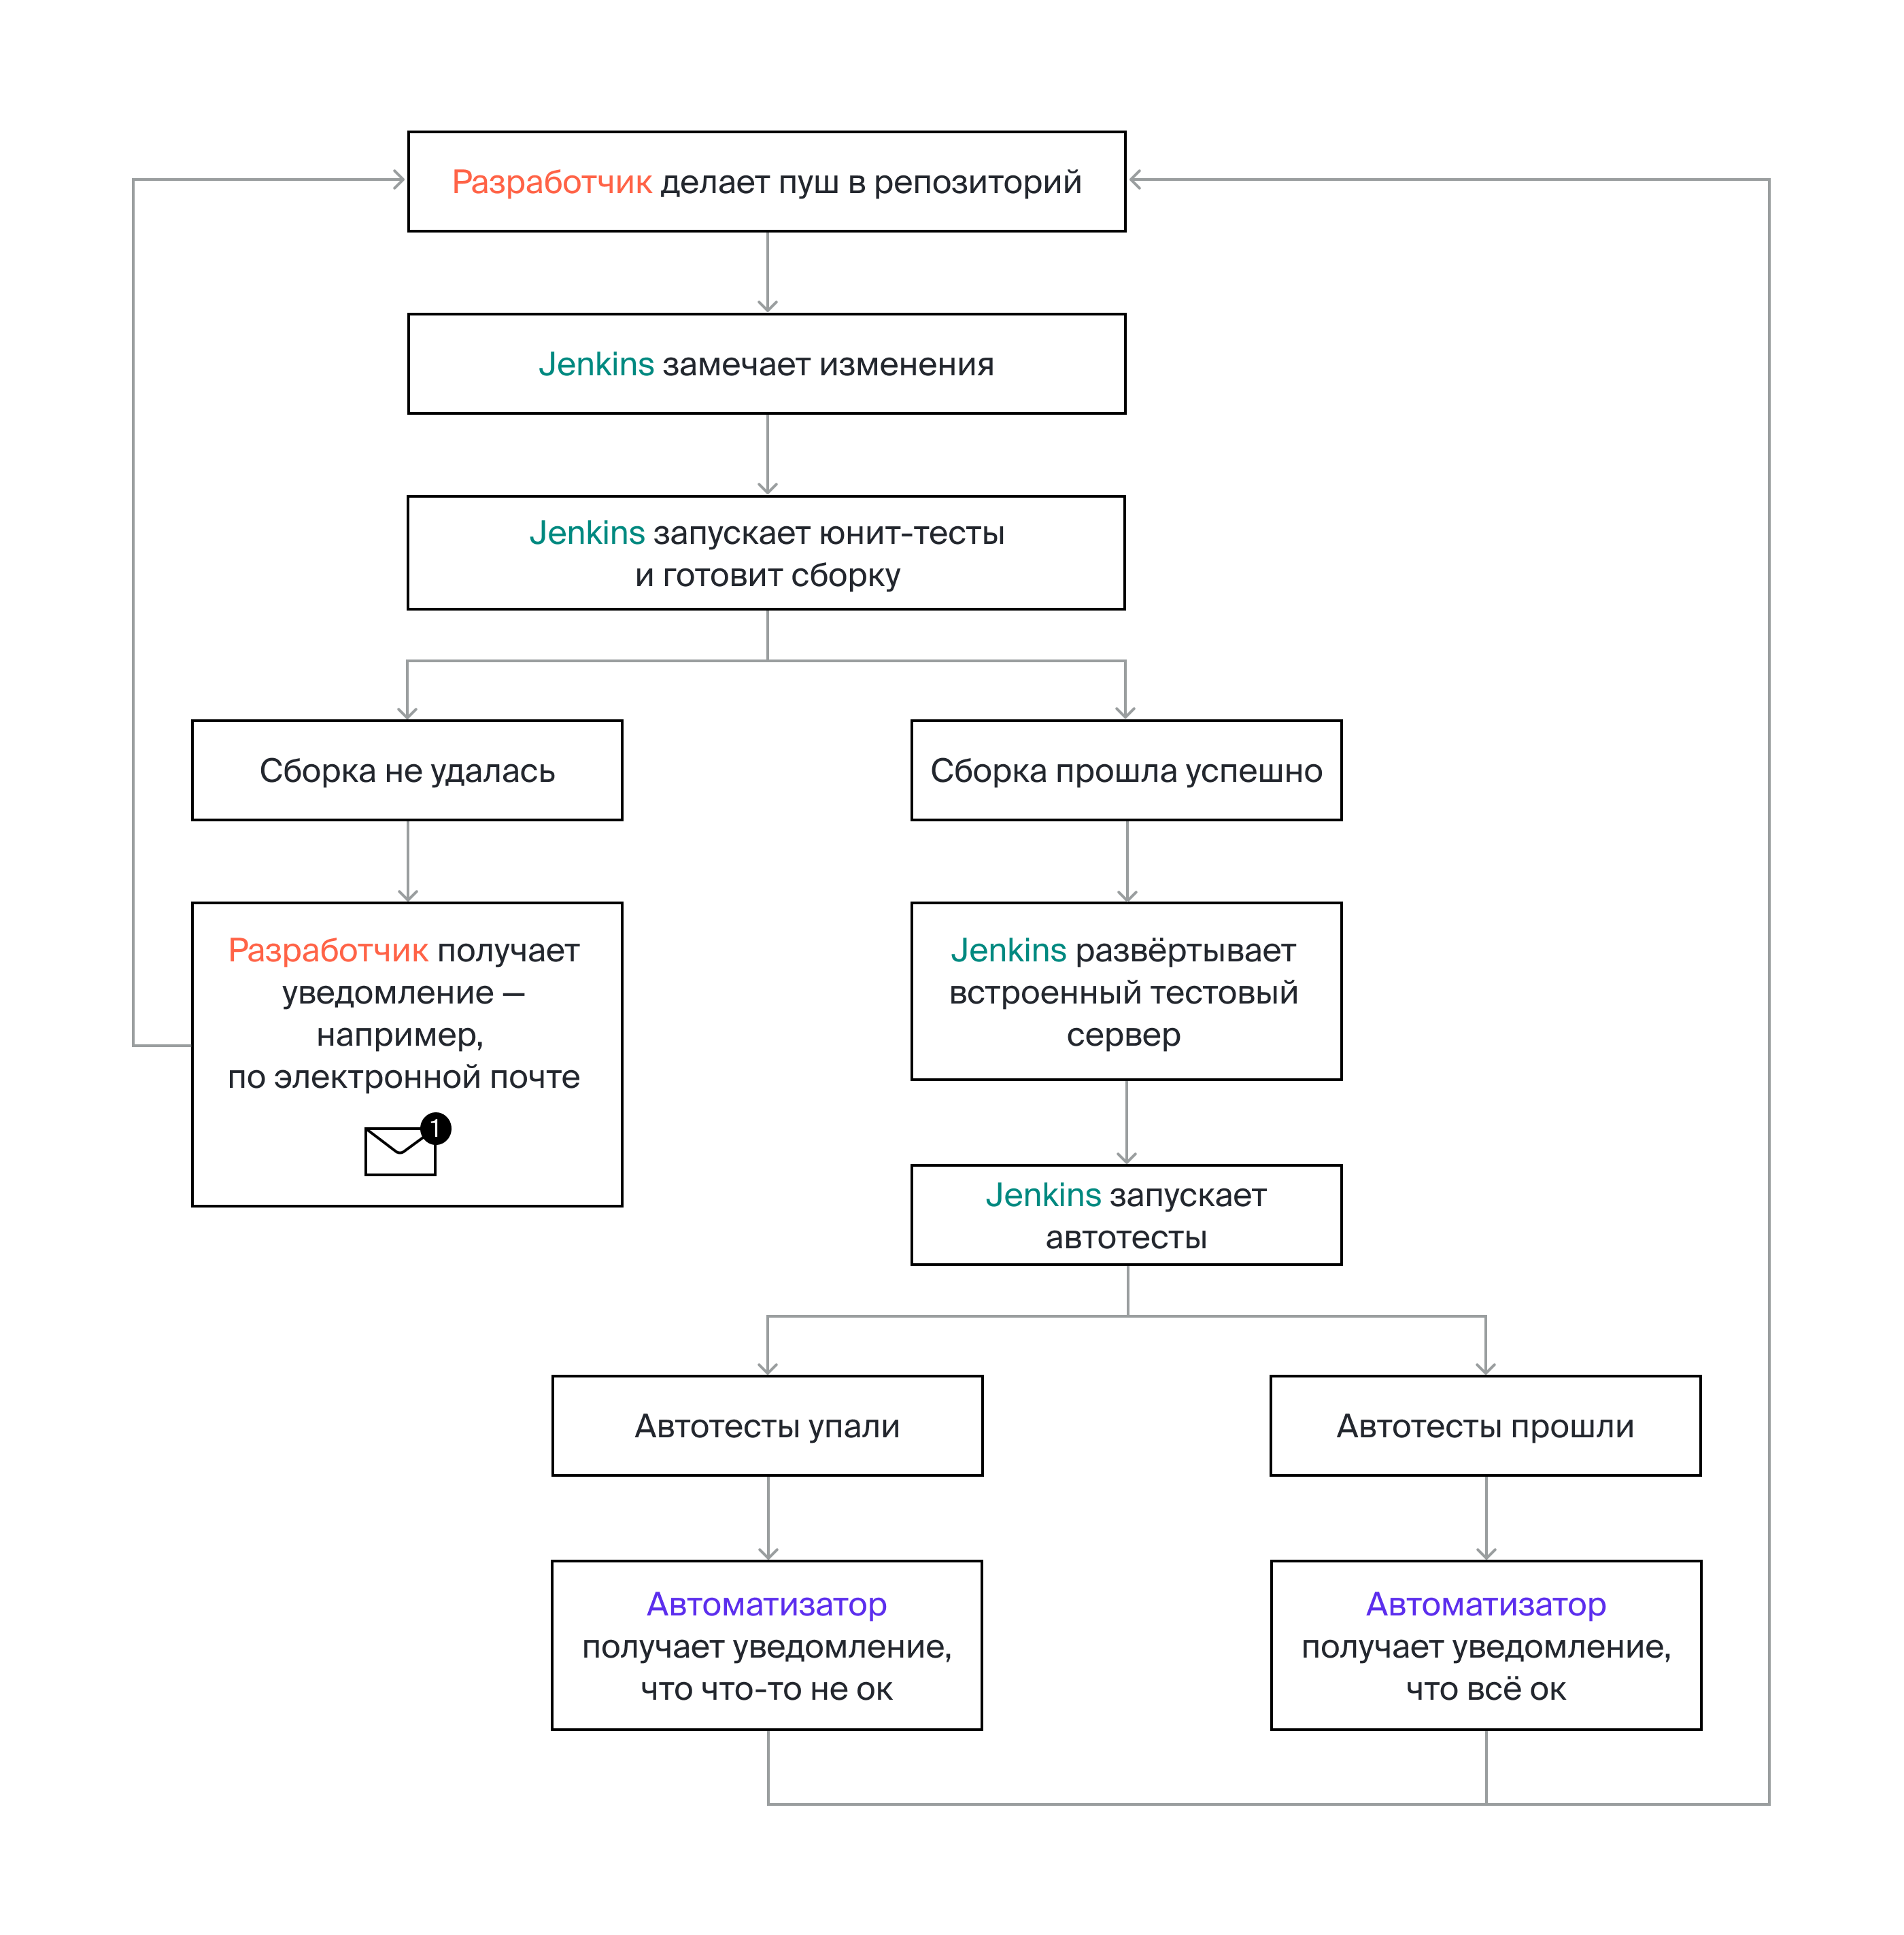 Разработчик делает пуш в репозиторий
Jenkins замечает изменения
Jenkins запускает юнит-тесты
и готовит сборку
Сборка не удалась
Сборка прошла успешно
Разработчик получает
уведомление —
например,
по электронной почте
1
Jenkins развёртывает
встроенный тестовый
сервер
Jenkins запускает
автотесты
Автотесты упали
Автотесты прошли
Автоматизатор
получает уведомление,
что что-то не ок
Автоматизатор
получает уведомление,
что всё ок